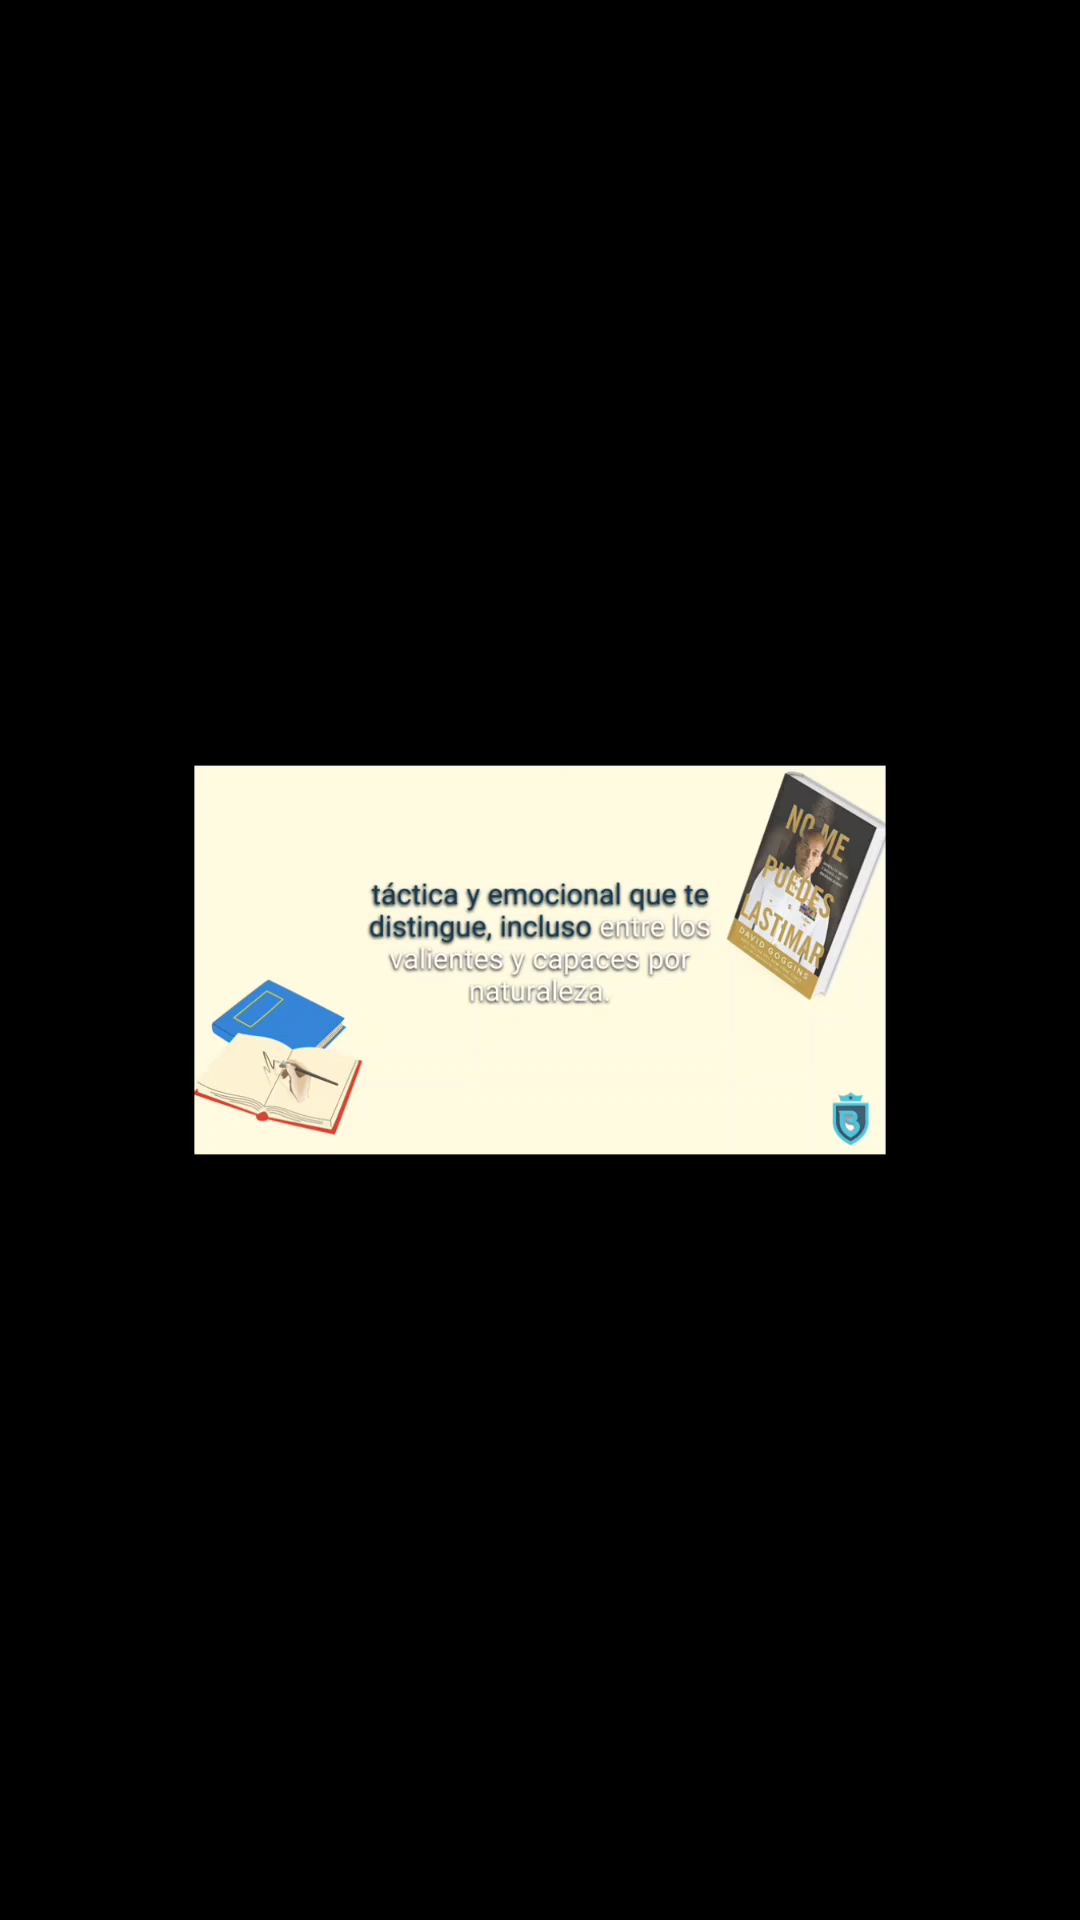 táctica y emocional que te
distingue, incluso entre los
valientes y capaces por
naturaleza.
NO ME
PUEDES
LASTIMAR
DAVID GOGGINS